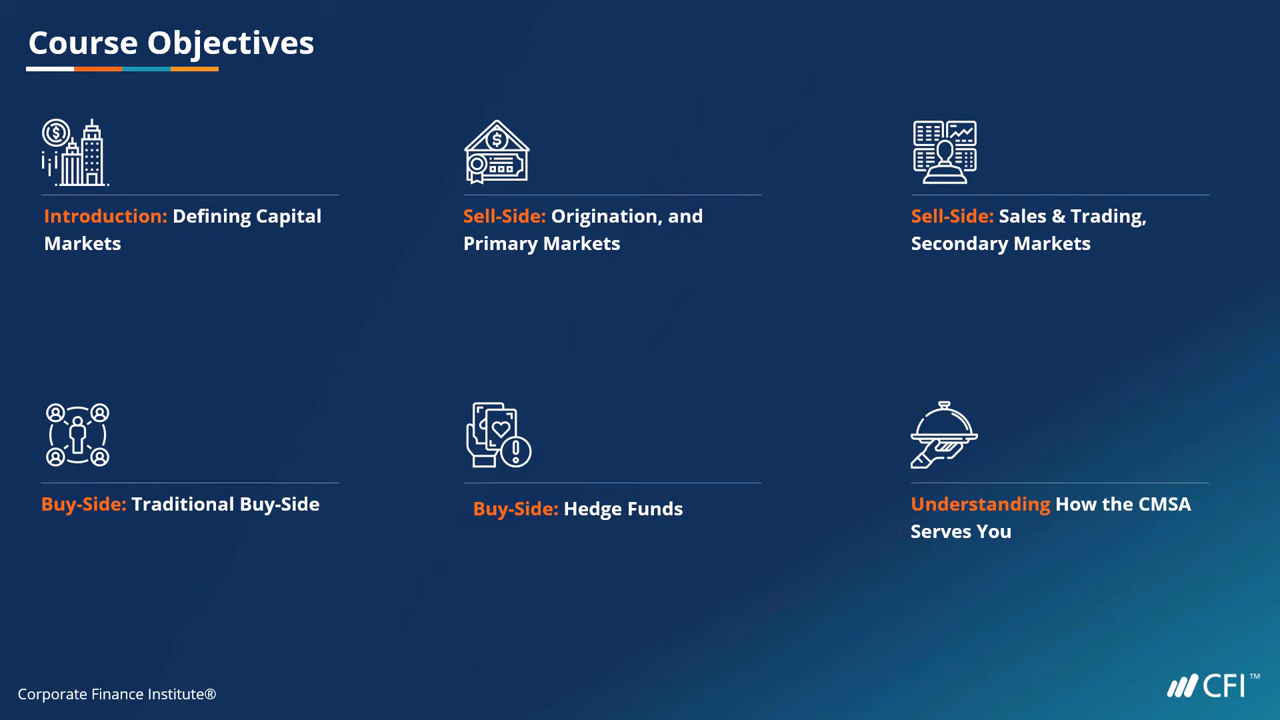 Course Objectives
Introduction: Defining Capital
Markets
Sell-Side: Origination, and
Primary Markets
Sell-Side: Sales & Trading,
Secondary Markets
Buy-Side: Traditional Buy-Side
Buy-Side: Hedge Funds
Understanding How the CMSA
Serves You
Corporate Finance Institute®
CFI™